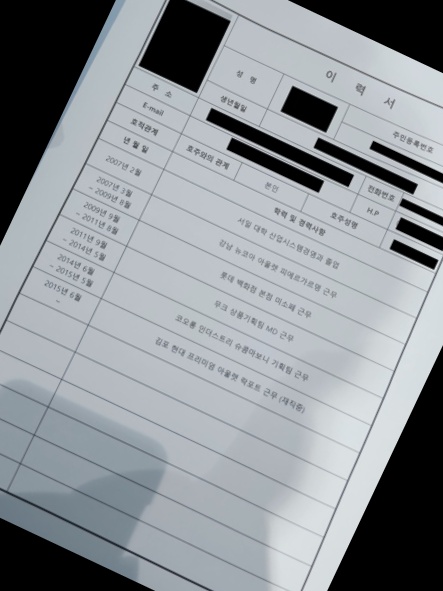 이 력 서
성 명
주민등록번호
생년월일
주 소
전화번호
E-mail
H.P
호적관계
호주와의 관계
본인
호주성명
년 월 일
학력 및 경력사항
2007년 2월
서일 대학 산업시스템경영과 졸업
2007년 3월
~ 2009년 8월
강남 뉴코아 아울렛 피에르가르뎅 근무
2009년 9월
~ 2011년 8월
롯데 백화점 본점 미소페 근무
2011년 9월
~ 2014년 5월
무크 상품기획팀 MD 근무
2014년 6월
~ 2015년 5월
코오롱 인더스트리 슈콤마보니 기획팀 근무
2015년 6월
~
김포 현대 프리미엄 아울렛 락포트 근무 (재직중)